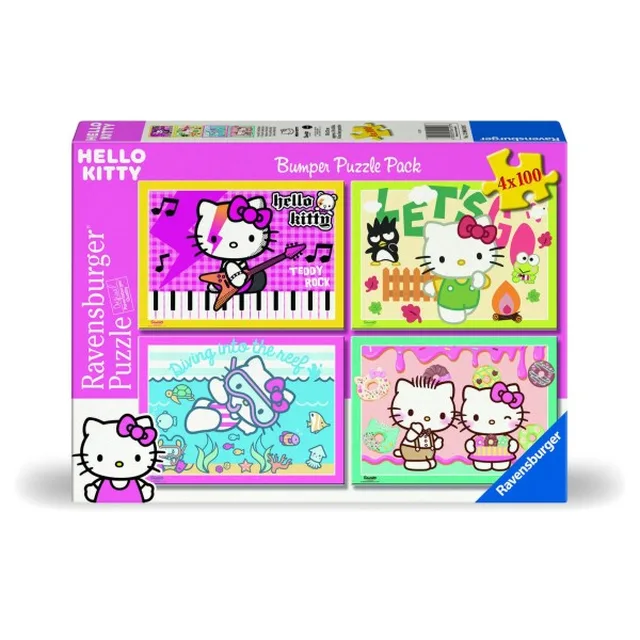 Ravensburger
HELLO
KITTY
Bumper Puzzle Pack
4x100
Ravensburger
Puzzle
hello
kitty
TEDDY
ROCK
LET'S
GO
Diving into the reef
Ravensburger